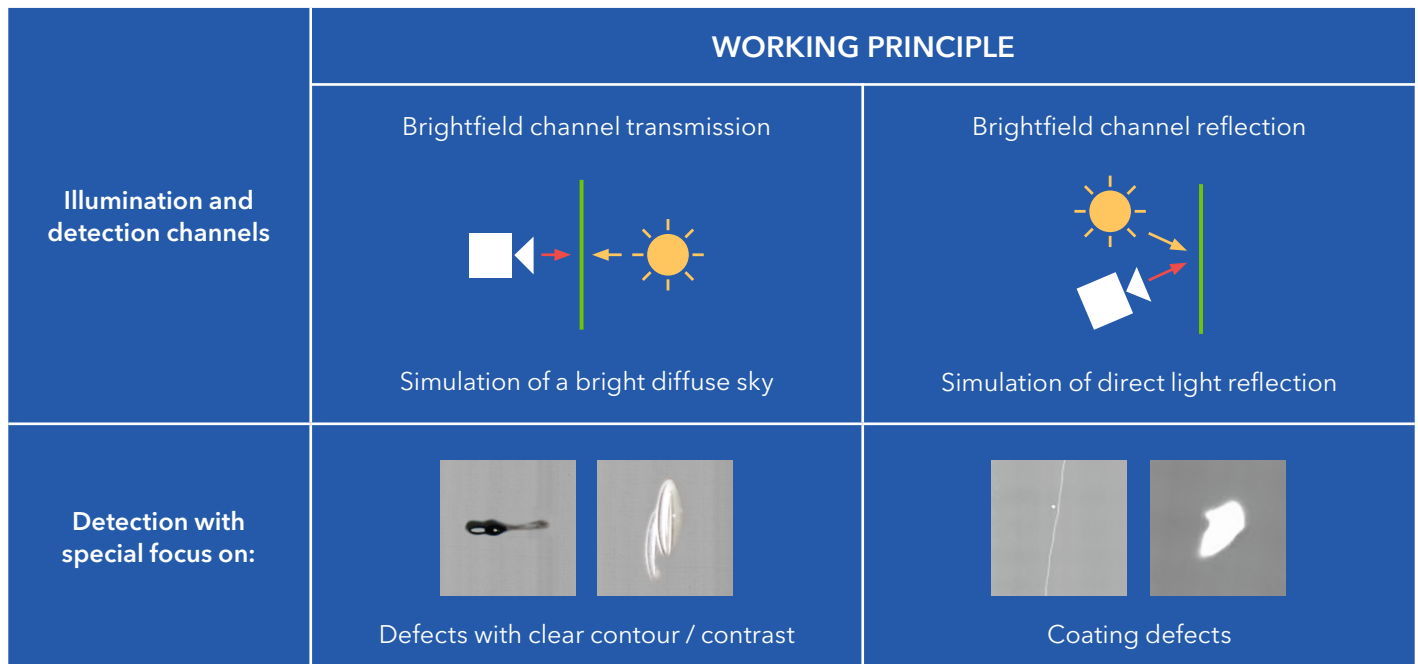 WORKING PRINCIPLE
Illumination and
detection channels
Brightfield channel transmission
Simulation of a bright diffuse sky
Brightfield channel reflection
Simulation of direct light reflection
Detection with
special focus on:
Defects with clear contour / contrast
Coating defects